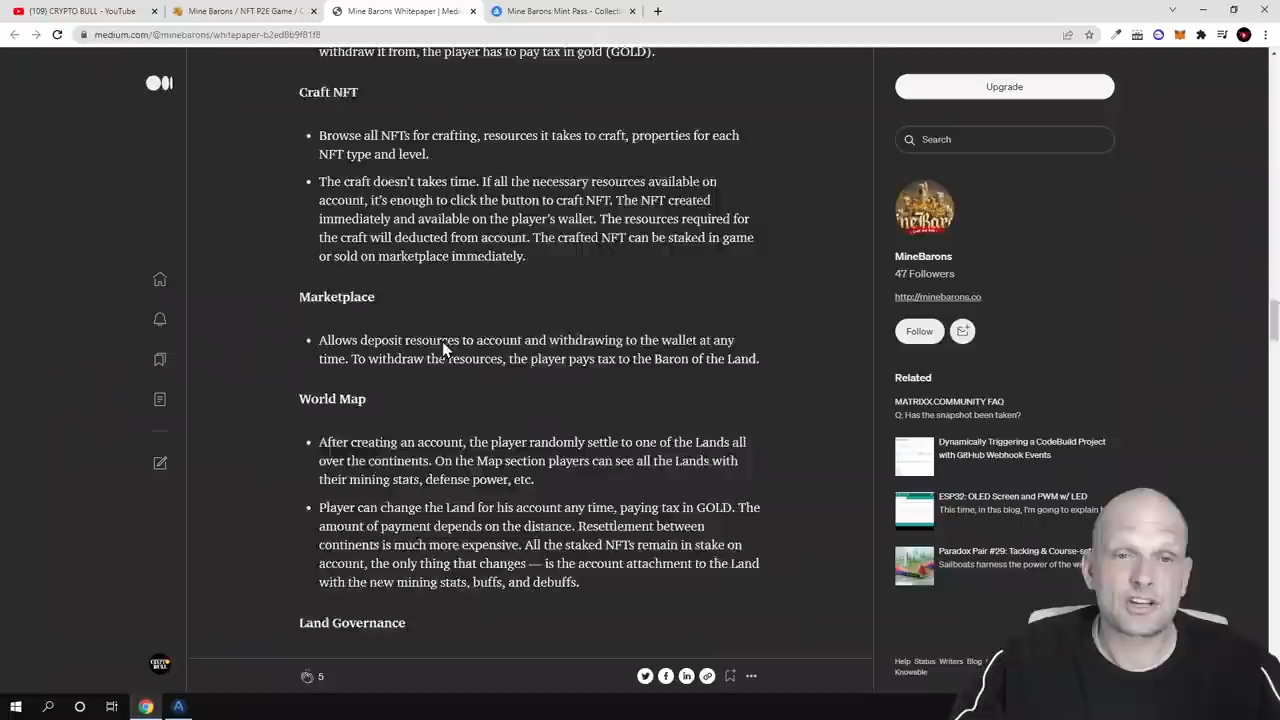 (109) CRYPTO BULL - YouTube
Mine Barons / NFT P2E Game /
Mine Barons Whitepaper | Medi
Mine Barons Mint Pass - Collecti
medium.com/@minebarons/whitepaper-b2ed8b9f81f8
withdraw it from, the player has to pay tax in gold (GOLD).
Craft NFT
• Browse all NFTs for crafting, resources it takes to craft, properties for each
NFT type and level.
• The craft doesn't takes time. If all the necessary resources available on
account, it's enough to click the button to craft NFT. The NFT created
immediately and available on the player's wallet. The resources required for
the craft will deducted from account. The crafted NFT can be staked in game
or sold on marketplace immediately.
Marketplace
• Allows deposit resources to account and withdrawing to the wallet at any
time. To withdraw the resources, the player pays tax to the Baron of the Land.
World Map
• After creating an account, the player randomly settle to one of the Lands all
over the continents. On the Map section players can see all the Lands with
their mining stats, defense power, etc.
• Player can change the Land for his account any time, paying tax in GOLD. The
amount of payment depends on the distance. Resettlement between
continents is much more expensive. All the staked NFTs remain in stake on
account, the only thing that changes — is the account attachment to the Land
with the new mining stats, buffs, and debuffs.
Land Governance
5
Upgrade
Search
MineBarons
47 Followers
http://minebarons.co
Follow
Related
MATRIXX.COMMUNITY FAQ
Q: Has the snapshot been taken?
Dynamically Triggering a CodeBuild Project
with GitHub Webhook Events
ESP32: OLED Screen and PWM w/ LED
This time, in this blog, I'm going to explain
Paradox Pair #29: Tacking & Course-set
Sailboats harness the power of the
Help Status Writers Blog
Knowable